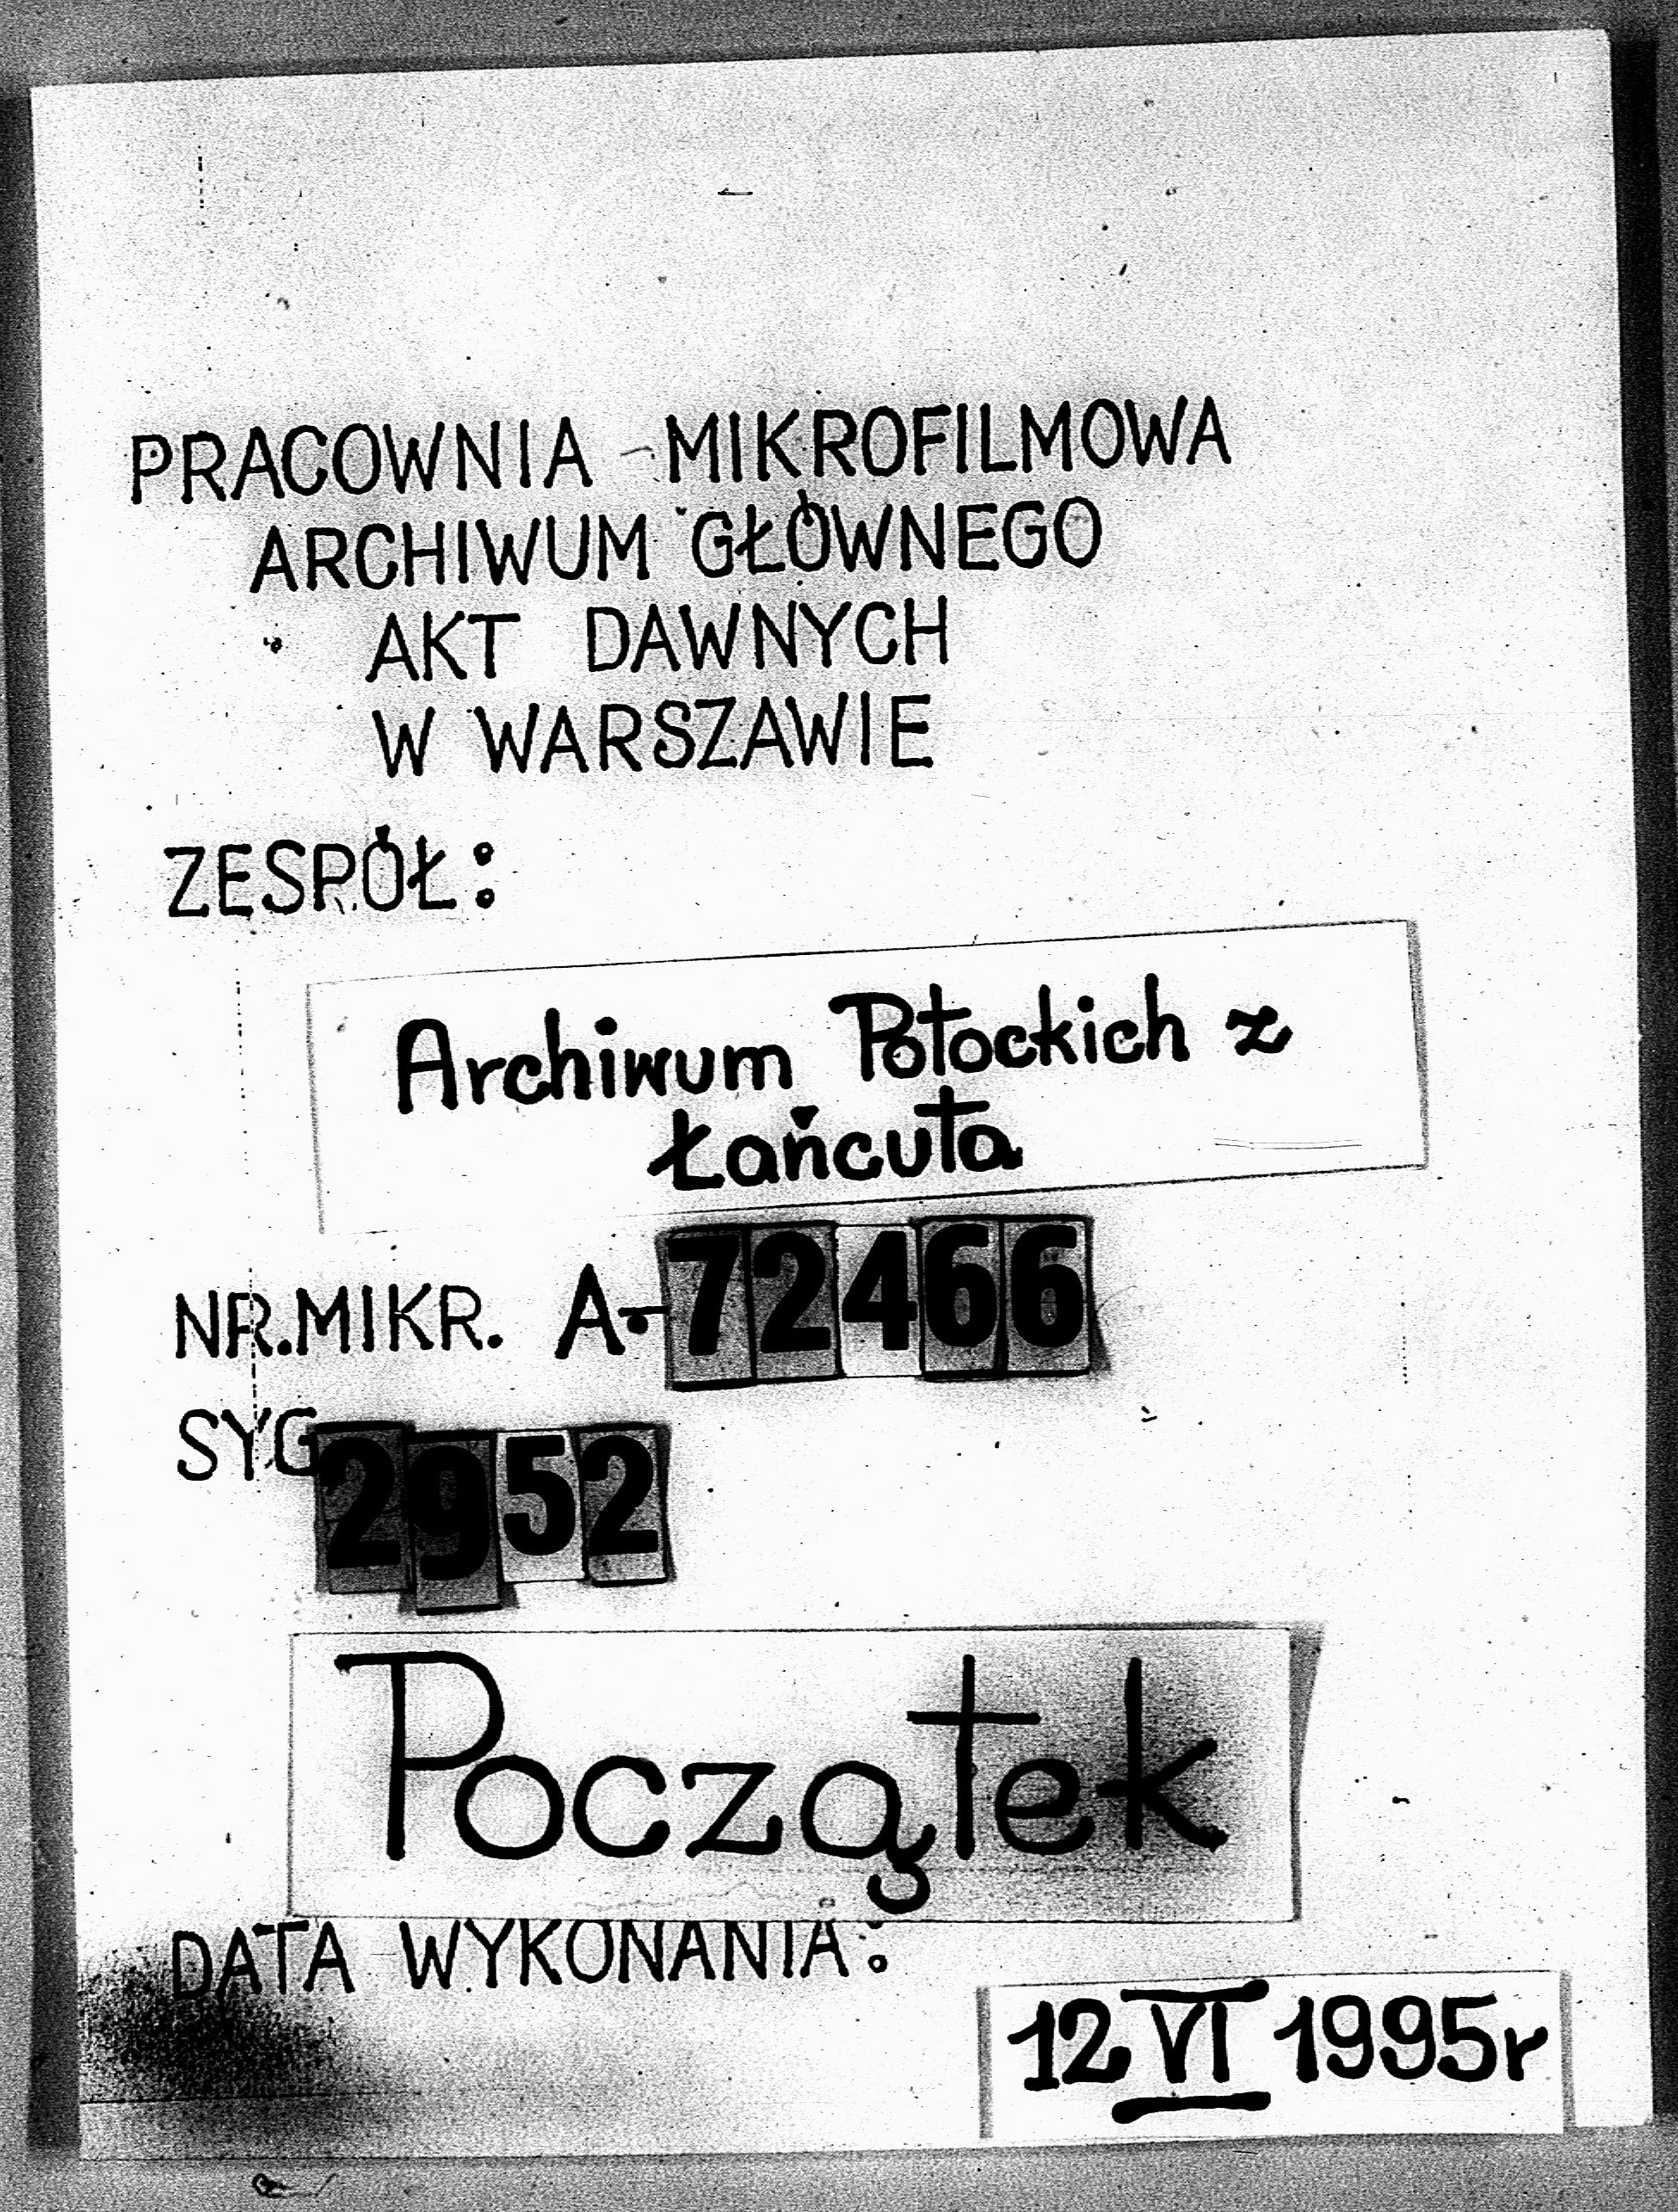 PRACOWNIA MIKROFILMOWA
ARCHIWUM GŁÓWNEGO
AKT DAWNYCH
W WARSZAWIE
ZESPÓŁ:
Archiwum Potockich z
Łańcuta
NR.MIKR. A-72466
SYG 2952
Początek
DATA WYKONANIA:
12 VI 1995r